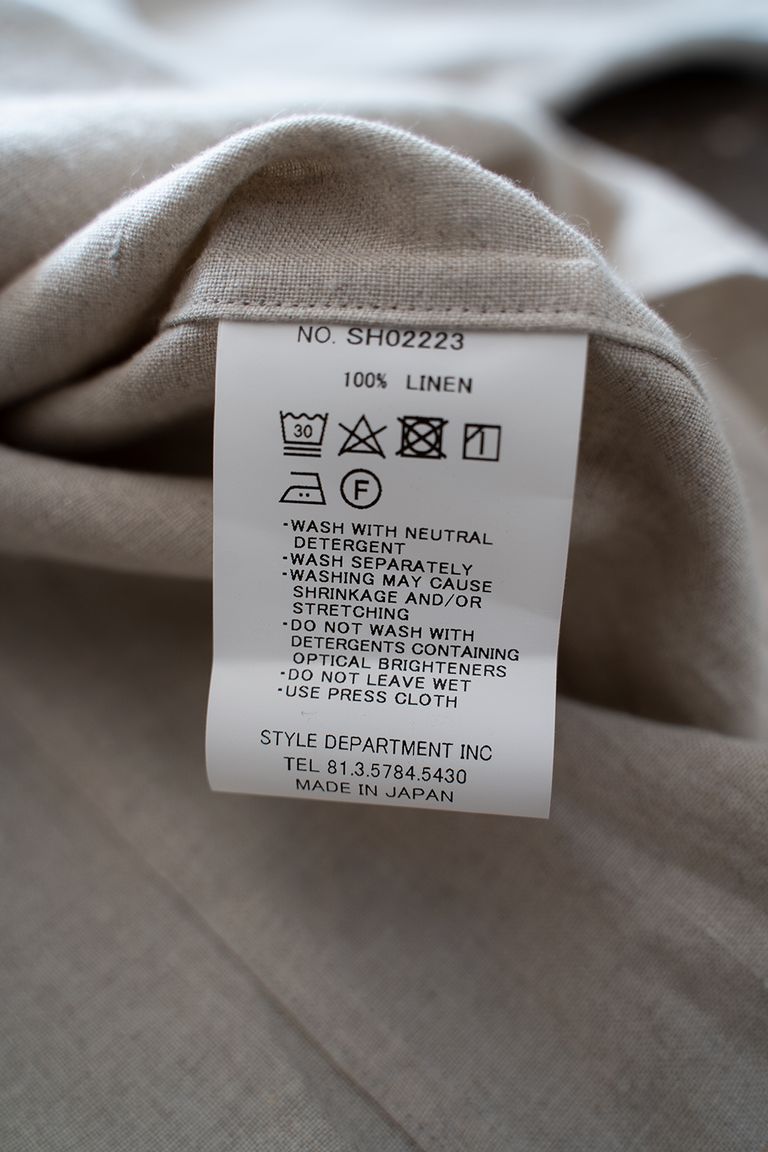 NO. SH02223
100% LINEN
30
F
-WASH WITH NEUTRAL
DETERGENT
-WASH SEPARATELY
-WASHING MAY CAUSE
SHRINKAGE AND/OR
STRETCHING
-DO NOT WASH WITH
DETERGENTS CONTAINING
OPTICAL BRIGHTENERS
-DO NOT LEAVE WET
-USE PRESS CLOTH
STYLE DEPARTMENT INC
TEL 81.3.5784.5430
MADE IN JAPAN